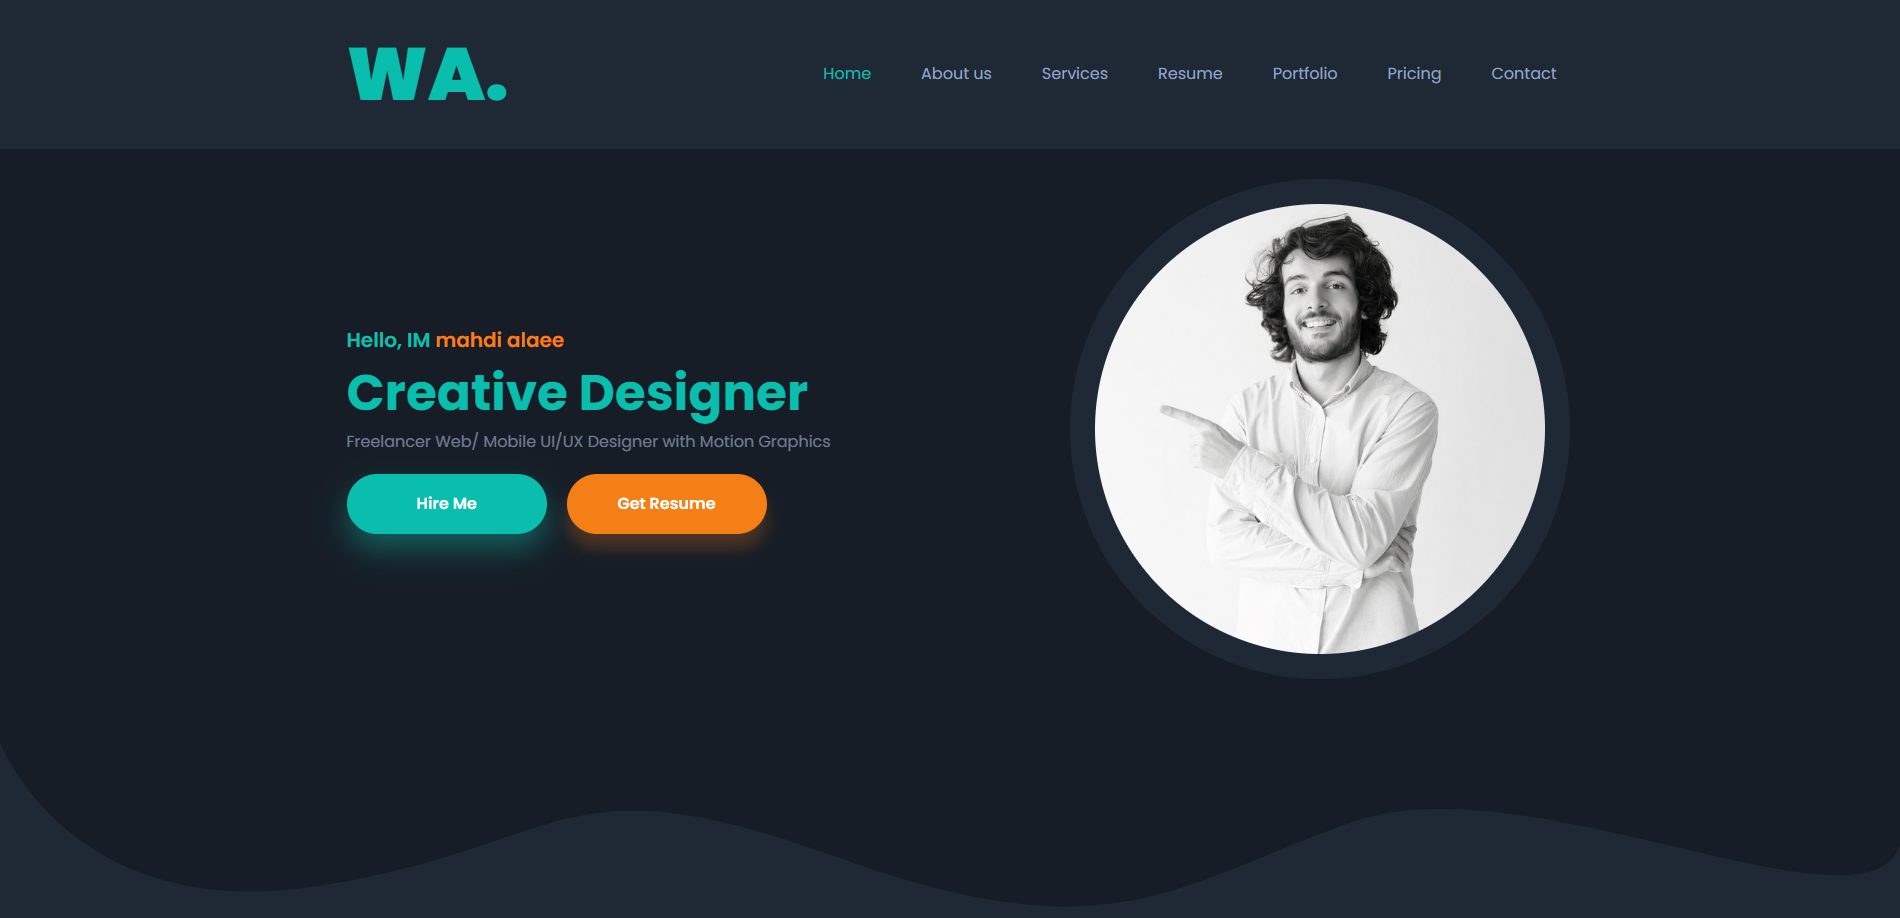 WA.
Home About us Services Resume Portfolio Pricing Contact
Hello, IM mahdi alaee
Creative Designer
Freelancer Web/ Mobile UI/UX Designer with Motion Graphics
Hire Me Get Resume